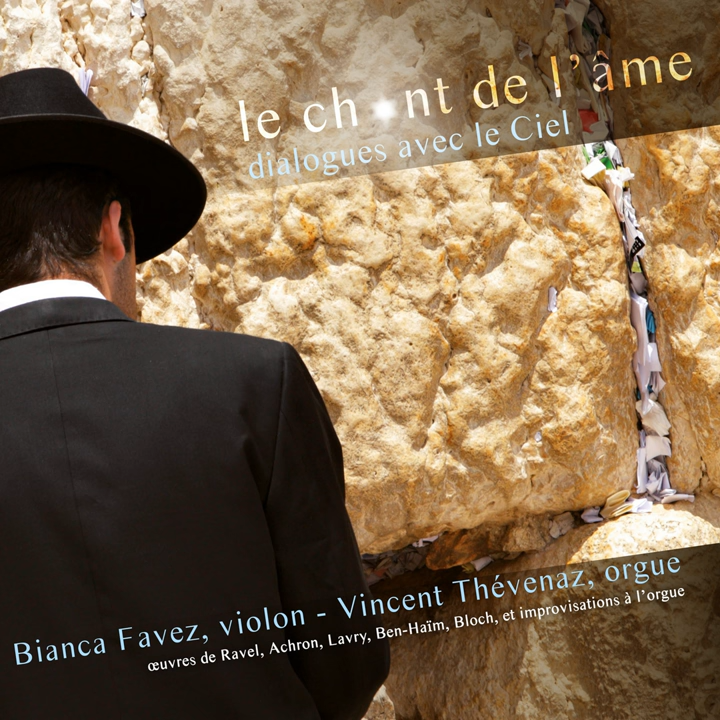 le chant de l'âme
dialogues avec le Ciel
Bianca Favez, violon - Vincent Thévenaz, orgue
œuvres de Ravel, Achron, Lavry, Ben-Haïm, Bloch, et improvisations à l'orgue